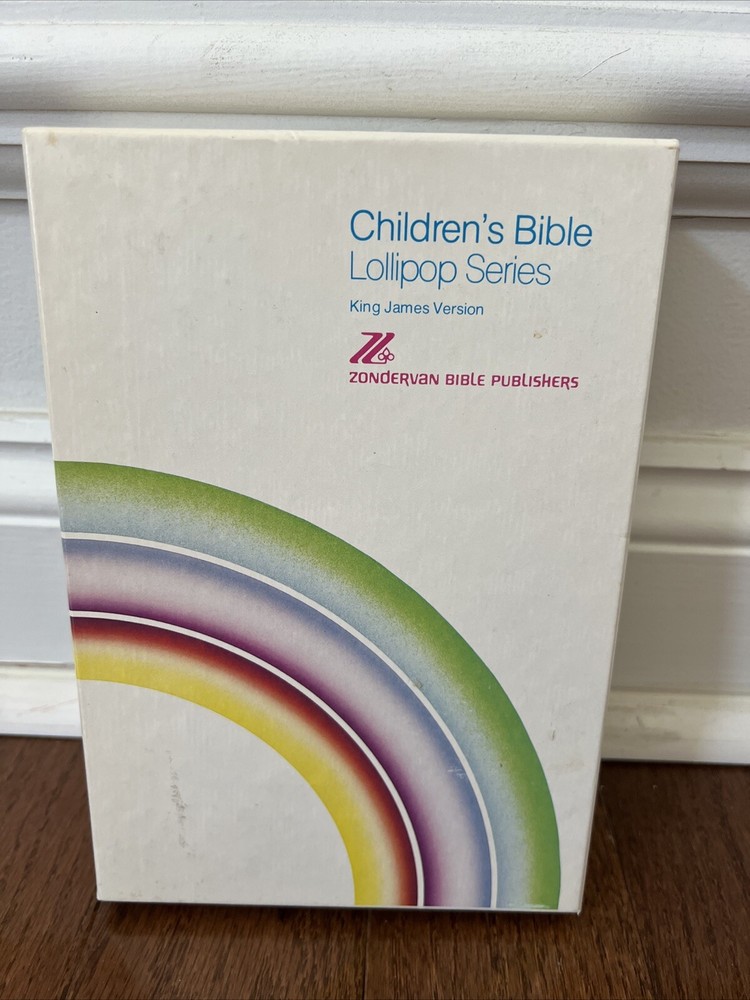 Children's Bible
Lollipop Series
King James Version
ZONDERVAN BIBLE PUBLISHERS